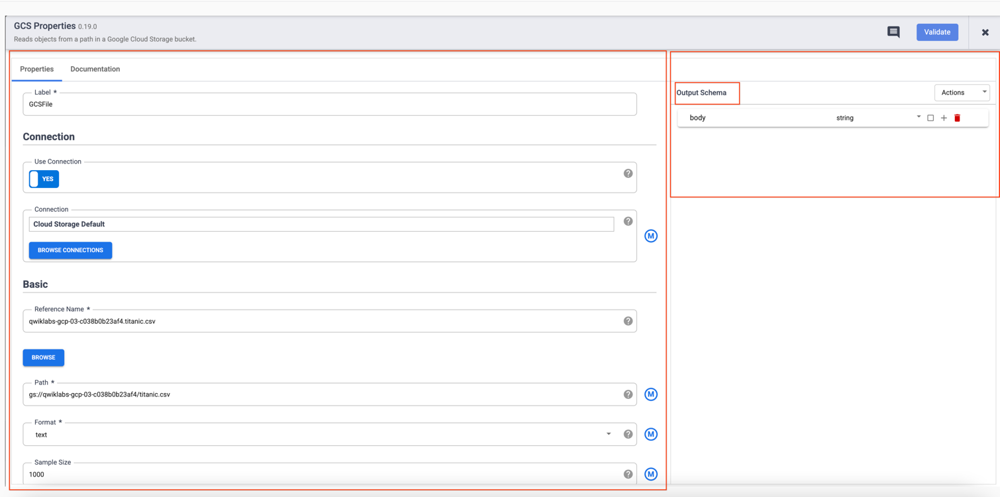 GCS Properties 0.19.0
Reads objects from a path in a Google Cloud Storage bucket.
Validate
Properties
Documentation
Label *
GCSFile
Connection
Use Connection
YES
Connection
Cloud Storage Default
BROWSE CONNECTIONS
M
Basic
Reference Name *
qwiklabs-gcp-03-c038b0b23af4.titanic.csv
BROWSE
Path *
gs://qwiklabs-gcp-03-c038b0b23af4/titanic.csv
M
Format *
text
M
Sample Size
1000
M
Output Schema
Actions
body
string